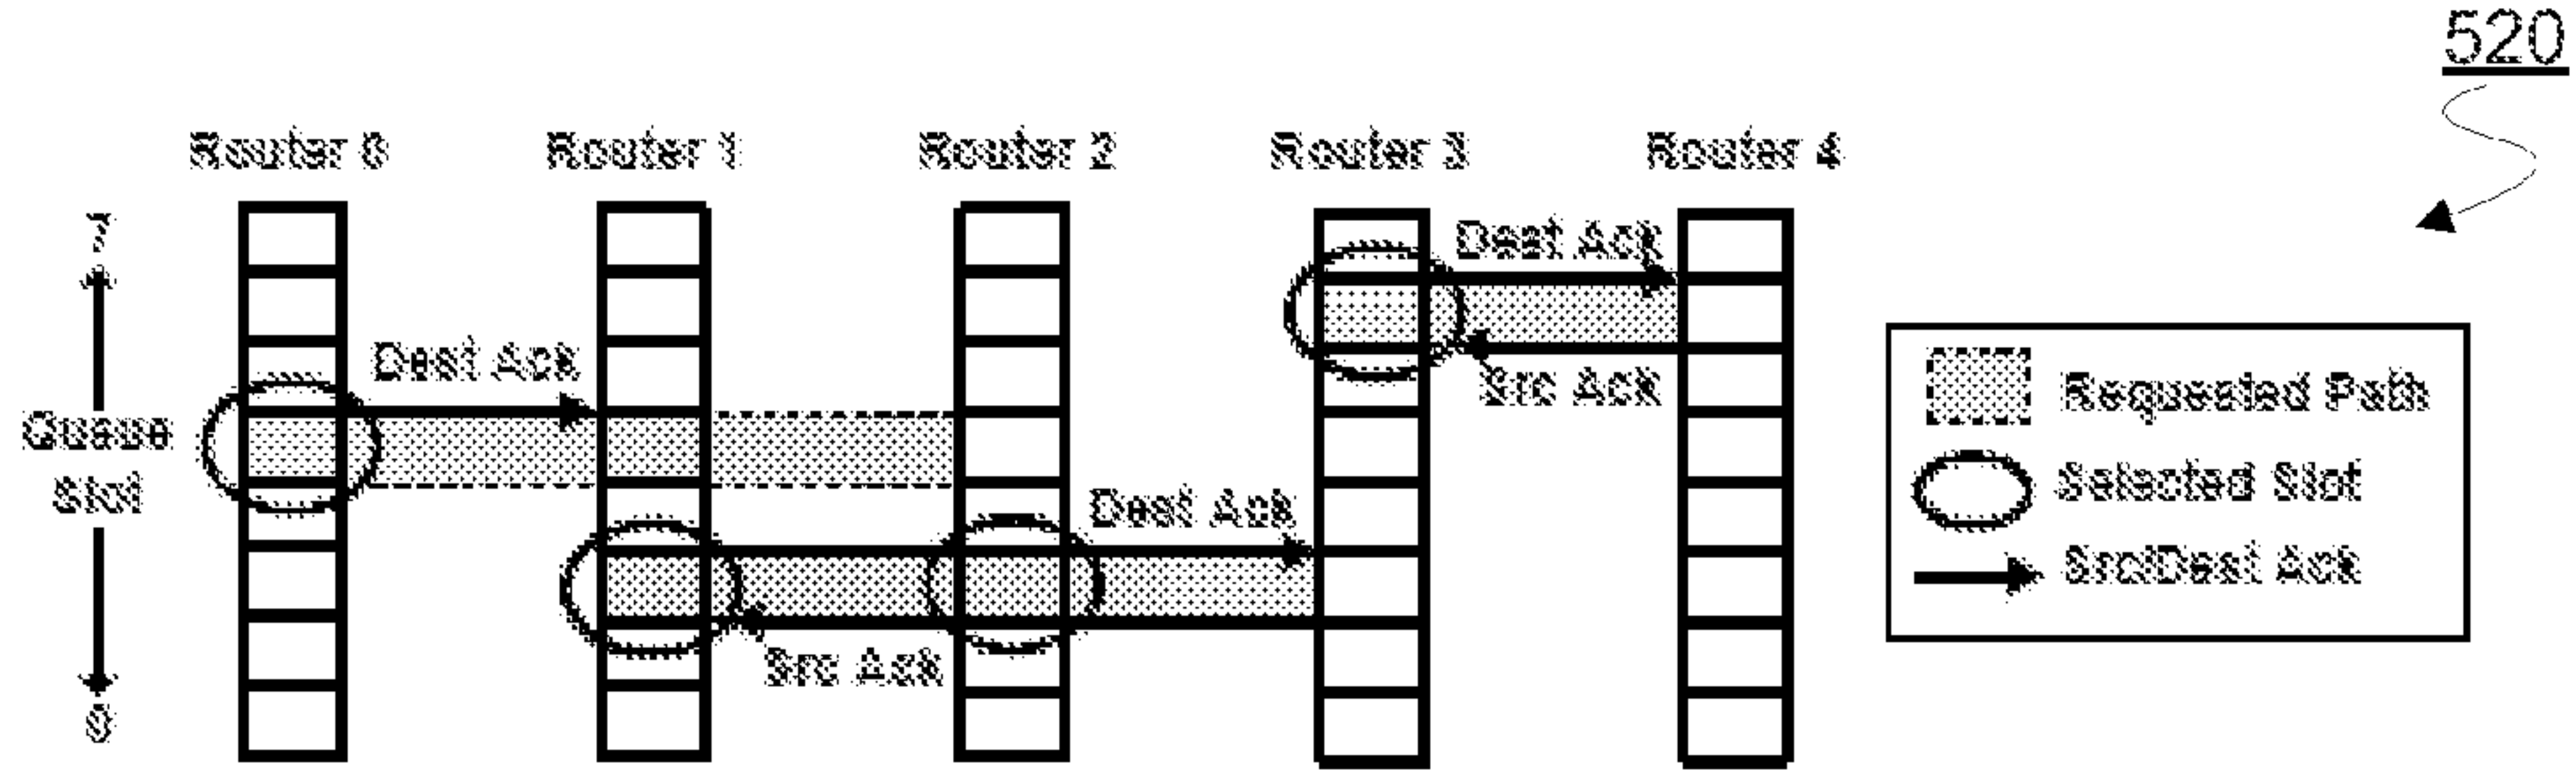 520
Router 0
Router 1
Router 2
Router 3
Router 4
7
Queue
Slot
0
Dest Ack
Dest Ack
Src Ack
Dest Ack
Src Ack
Requested Path
Selected Slot
Src/Dest Ack